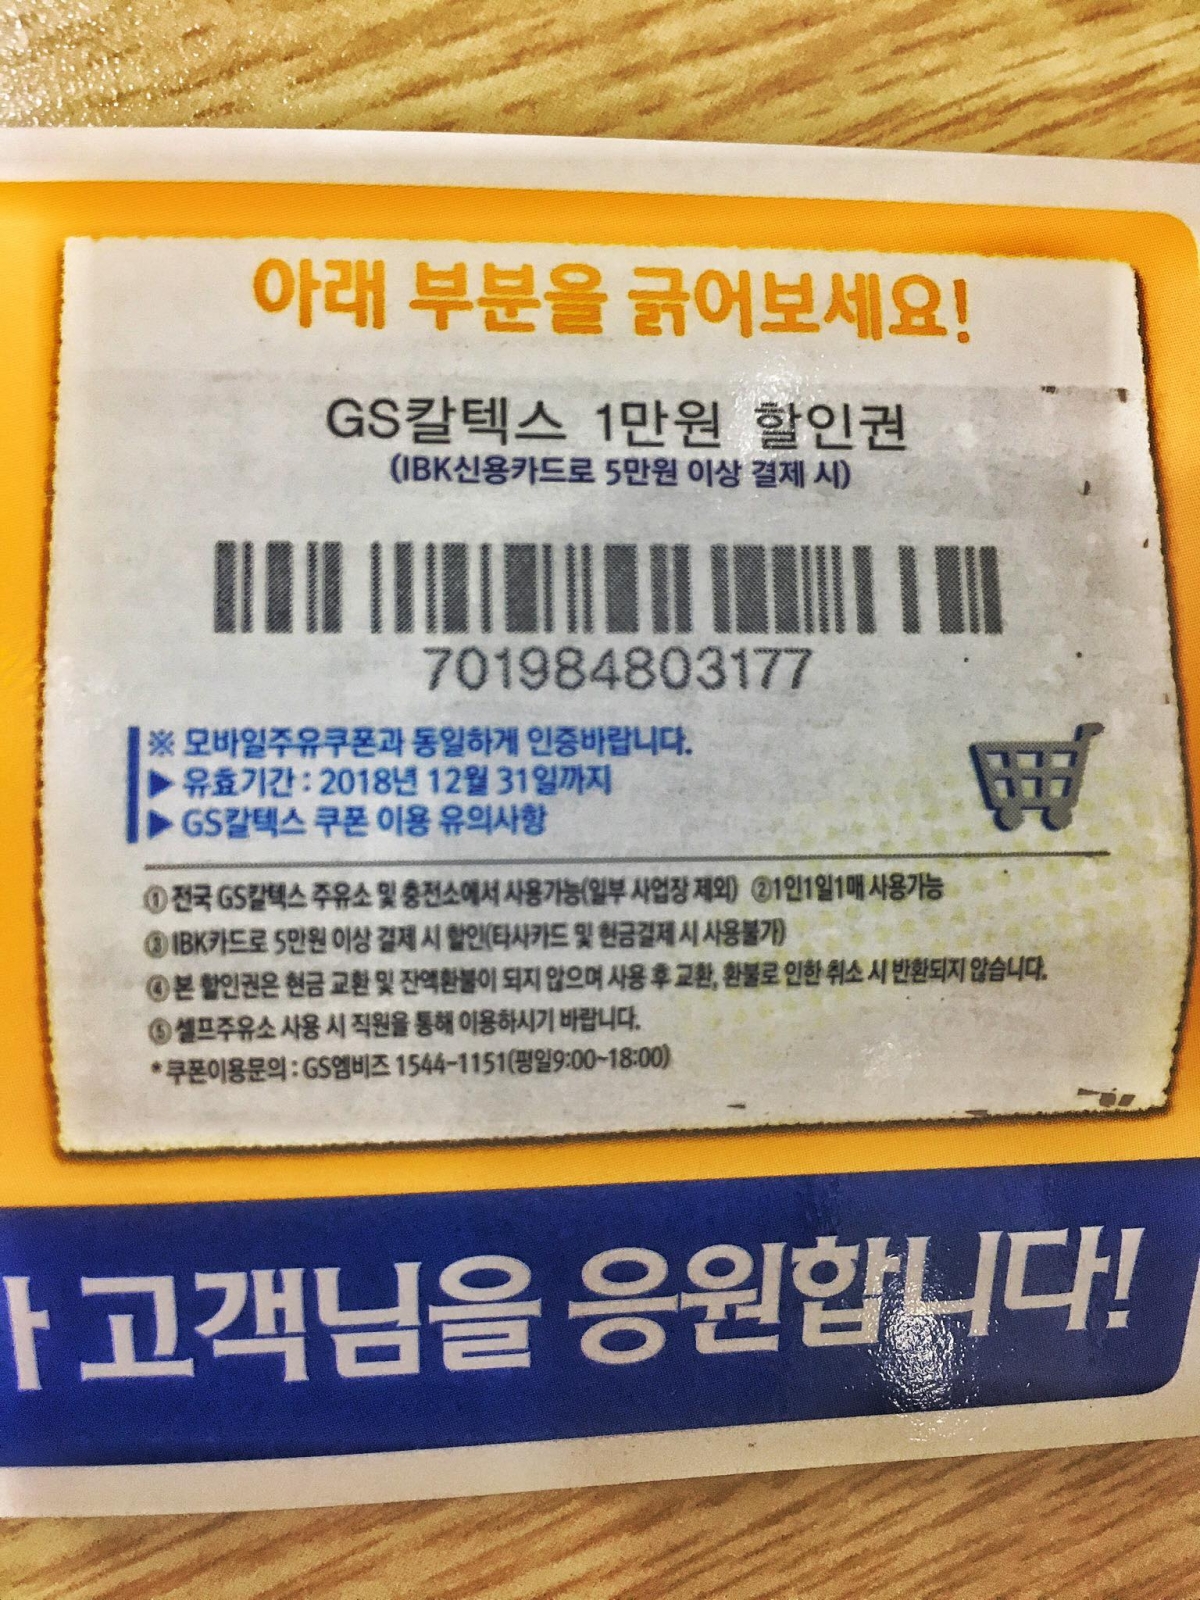 아래 부분을 긁어보세요!
GS칼텍스 1만원 할인권
(IBK신용카드로 5만원 이상 결제 시)
701984803177
※ 모바일주유쿠폰과 동일하게 인증바랍니다.
▶ 유효기간 : 2018년 12월 31일까지
▶ GS칼텍스 쿠폰 이용 유의사항
① 전국 GS칼텍스 주유소 및 충전소에서 사용가능(일부 사업장 제외) ②1인1일1매 사용가능
③ IBK카드로 5만원 이상 결제 시 할인(타사카드 및 현금결제 시 사용불가)
④ 본 할인권은 현금 교환 및 잔액환불이 되지 않으며 사용 후 교환, 환불로 인한 취소 시 반환되지 않습니다.
⑤ 셀프주유소 사용 시 직원을 통해 이용하시기 바랍니다.
* 쿠폰이용문의 : GS엠비즈 1544-1151(평일9:00~18:00)
고객님을 응원합니다!